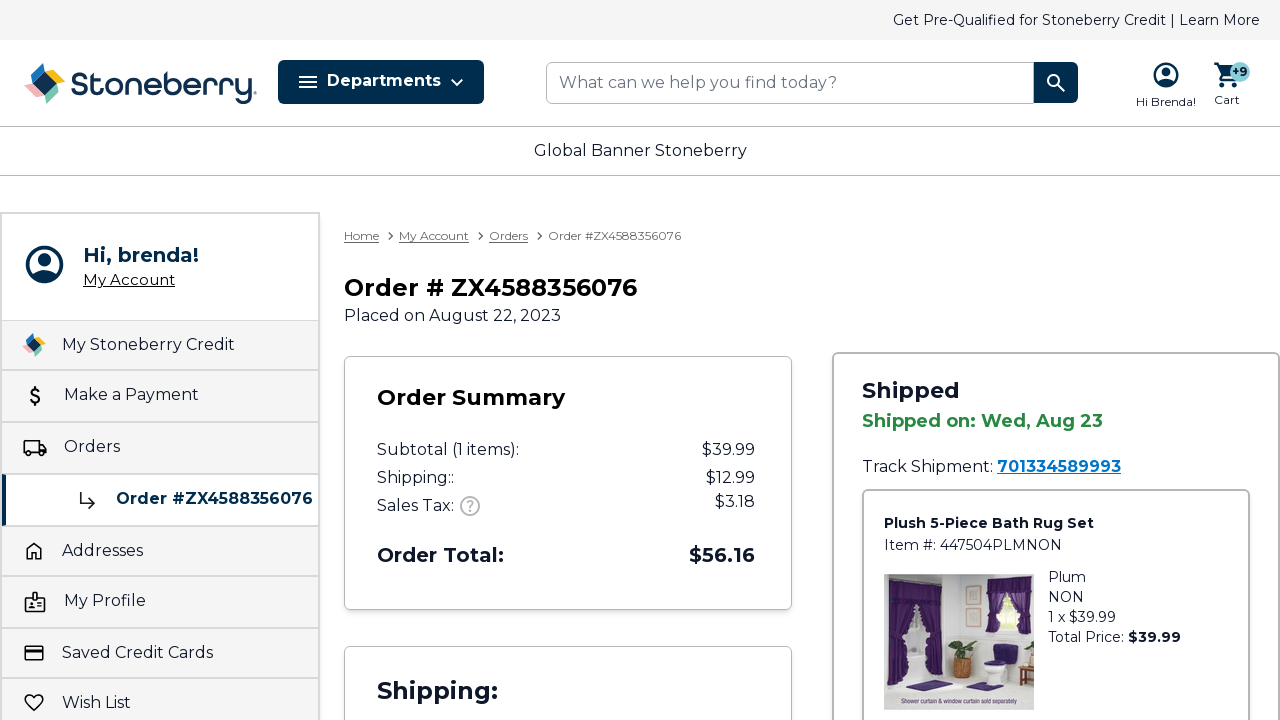 Get Pre-Qualified for Stoneberry Credit | Learn More
Stoneberry
Departments
What can we help you find today?
Hi Brenda!
+9
Cart
Global Banner Stoneberry
Hi, brenda!
My Account
My Stoneberry Credit
Make a Payment
Orders
Order #ZX4588356076
Addresses
My Profile
Saved Credit Cards
Wish List
Home > My Account > Orders > Order #ZX4588356076
Order # ZX4588356076
Placed on August 22, 2023
Order Summary
Subtotal (1 items): $39.99
Shipping:: $12.99
Sales Tax: ? $3.18
Order Total: $56.16
Shipping:
Shipped
Shipped on: Wed, Aug 23
Track Shipment: 701334589993
Plush 5-Piece Bath Rug Set
Item #: 447504PLMNON
Shower curtain & window curtain sold separately
Plum
NON
1 x $39.99
Total Price: $39.99